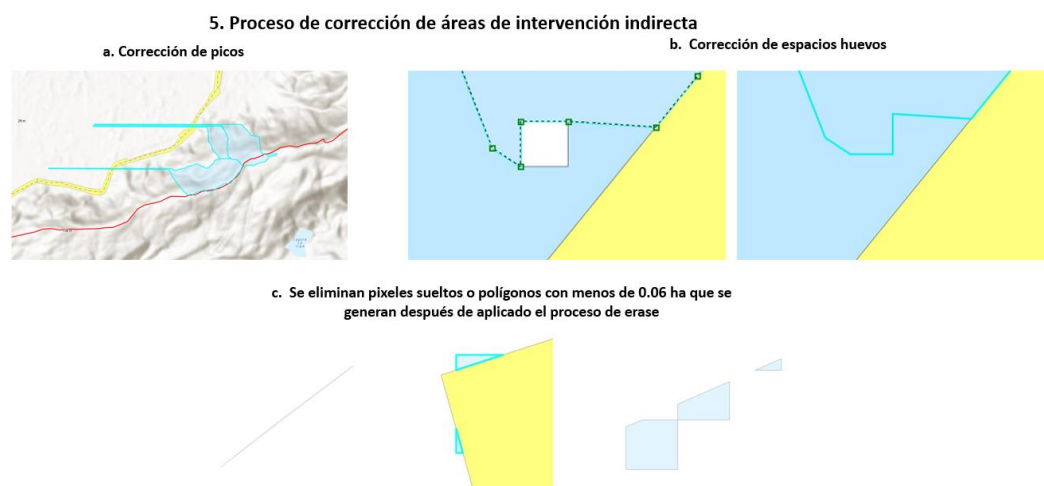 5. Proceso de corrección de áreas de intervención indirecta
a. Corrección de picos
b. Corrección de espacios huevos
c. Se eliminan pixeles sueltos o polígonos con menos de 0.06 ha que se
generan después de aplicado el proceso de erase